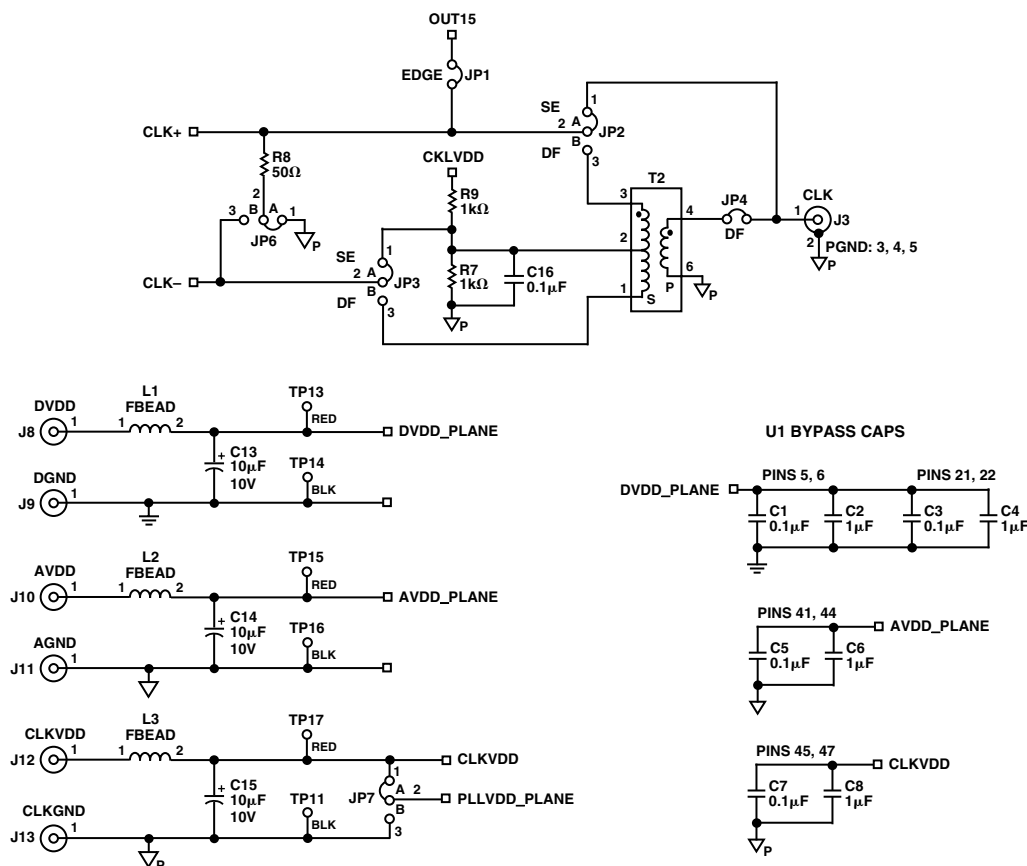 OUT15
EDGE JP1
CLK+
R8
50Ω
2
3 B A 1
JP6
P
CLK–
CKLVDD
R9
1kΩ
R7
1kΩ
P
C16
0.1µF
SE
1
2 A
JP3
B
DF
3
SE
1
2 A
JP2
B
DF
3
T2
3
2
1
S
P
4
6
P
JP4
DF
CLK
1
J3
2
PGND: 3, 4, 5
P
DVDD
J8
1
L1
FBEAD
1 2
TP13
RED
DVDD_PLANE
+
C13
10µF
10V
DGND
J9
1
TP14
BLK
AVDD
J10
1
L2
FBEAD
1 2
TP15
RED
AVDD_PLANE
+
C14
10µF
10V
AGND
J11
1
TP16
BLK
CLKVDD
J12
1
L3
FBEAD
1 2
TP17
RED
CLKVDD
+
C15
10µF
10V
CLKGND
J13
1
P
TP11
BLK
1
A 2
JP7
B
3
PLLVDD_PLANE
U1 BYPASS CAPS
PINS 5, 6
PINS 21, 22
DVDD_PLANE
C1
0.1µF
C2
1µF
C3
0.1µF
C4
1µF
PINS 41, 44
AVDD_PLANE
C5
0.1µF
C6
1µF
PINS 45, 47
CLKVDD
C7
0.1µF
C8
1µF
P